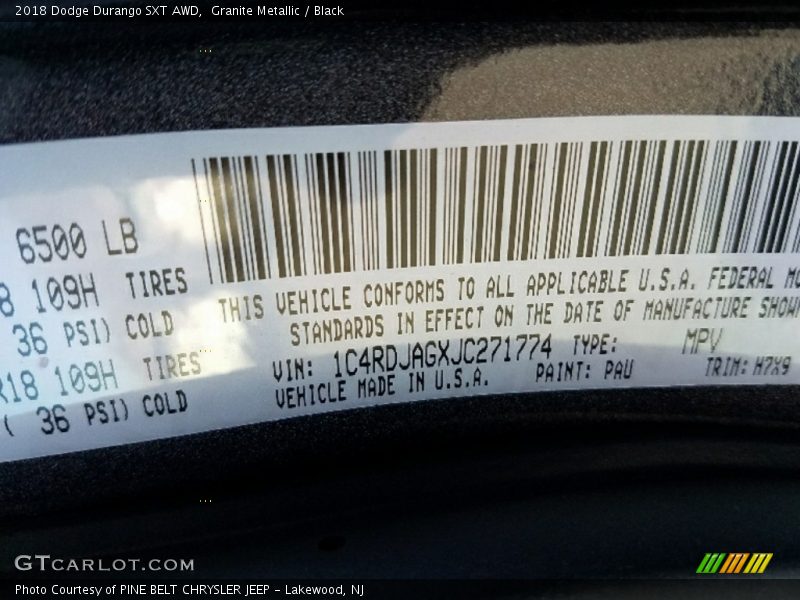 2018 Dodge Durango SXT AWD, Granite Metallic / Black
6500 LB
8 109H TIRES
36 PSI) COLD
R18 109H TIRES
( 36 PSI) COLD
THIS VEHICLE CONFORMS TO ALL APPLICABLE U.S.A. FEDERAL MO
STANDARDS IN EFFECT ON THE DATE OF MANUFACTURE SHOW
VIN: 1C4RDJAGXJC271774 TYPE: MPV
VEHICLE MADE IN U.S.A. PAINT: PAU TRIM: H7X9
GTCARLOT.COM
Photo Courtesy of PINE BELT CHRYSLER JEEP - Lakewood, NJ